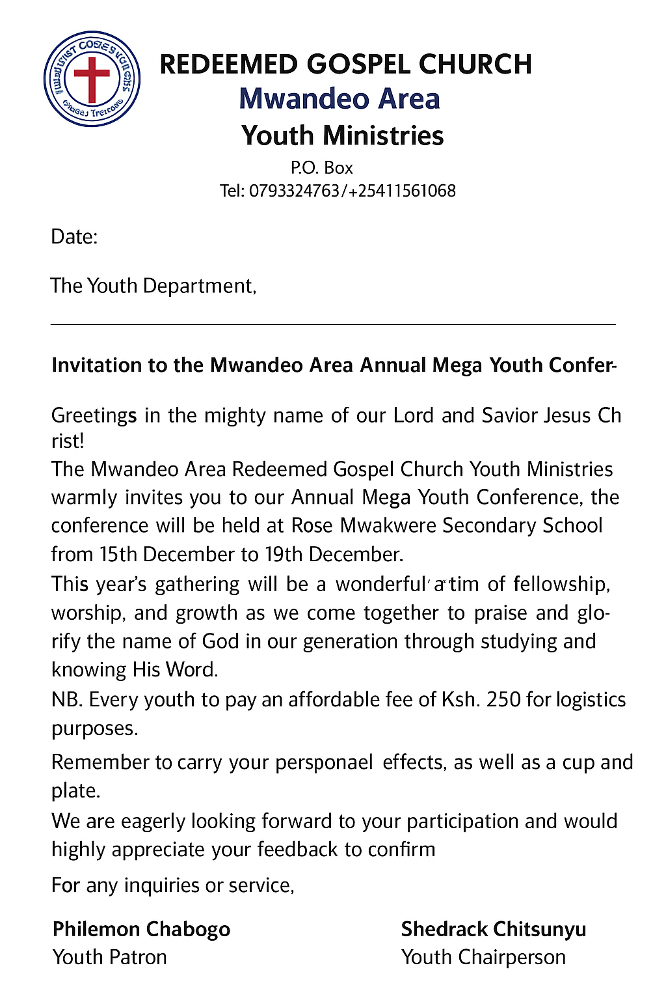 REDEEMED GOSPEL CHURCH
Mwandeo Area
Youth Ministries
P.O. Box
Tel: 0793324763/+25411561068
Date:
The Youth Department,
Invitation to the Mwandeo Area Annual Mega Youth Confer-
Greetings in the mighty name of our Lord and Savior Jesus Ch
rist!
The Mwandeo Area Redeemed Gospel Church Youth Ministries
warmly invites you to our Annual Mega Youth Conference, the
conference will be held at Rose Mwakwere Secondary School
from 15th December to 19th December.
This year's gathering will be a wonderful a tim of fellowship,
worship, and growth as we come together to praise and glo-
rify the name of God in our generation through studying and
knowing His Word.
NB. Every youth to pay an affordable fee of Ksh. 250 for logistics
purposes.
Remember to carry your persponael effects, as well as a cup and
plate.
We are eagerly looking forward to your participation and would
highly appreciate your feedback to confirm
For any inquiries or service,
Philemon Chabogo Shedrack Chitsunyu
Youth Patron Youth Chairperson